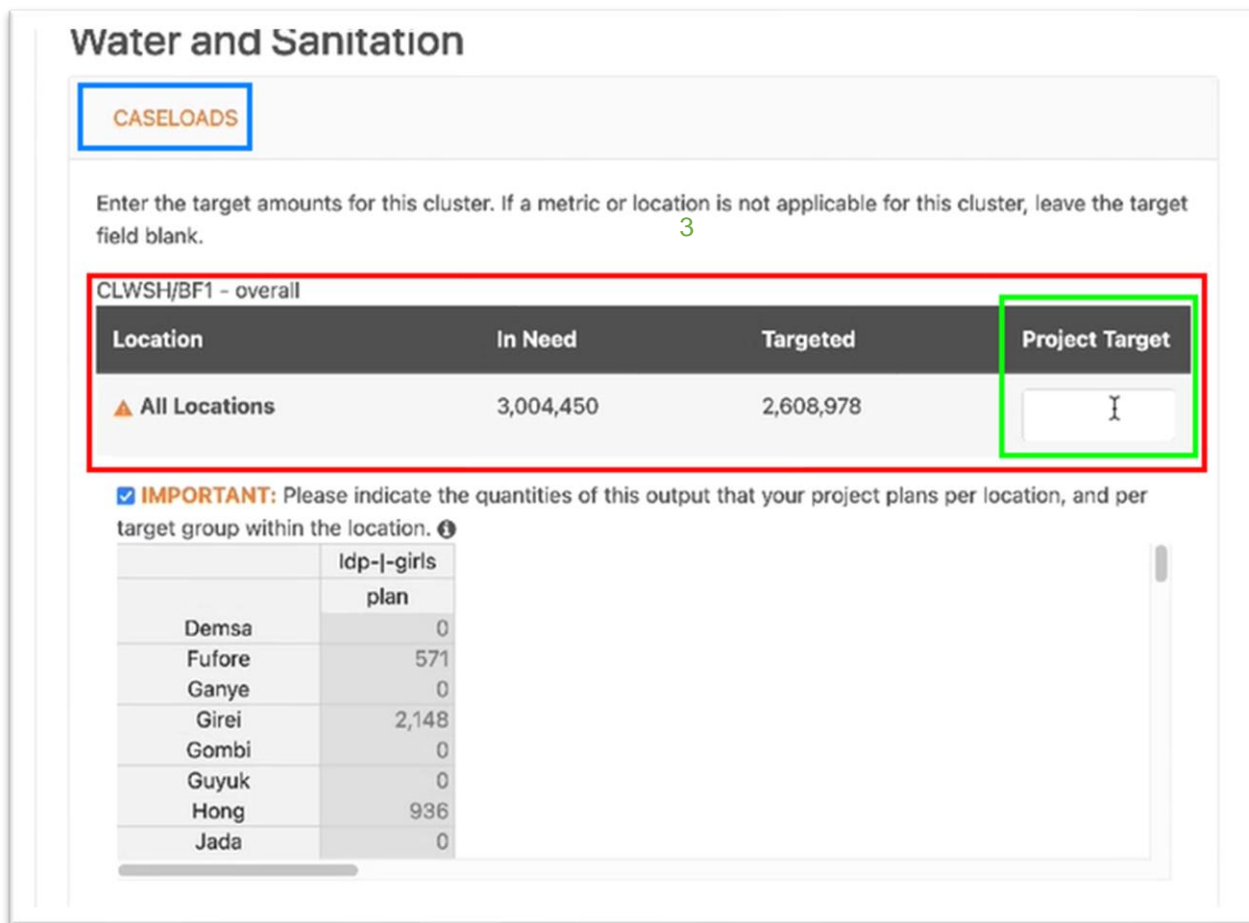 Water and Sanitation
CASELOADS
Enter the target amounts for this cluster. If a metric or location is not applicable for this cluster, leave the target
field blank.
3
CLWSH/BF1 - overall
Location In Need Targeted Project Target
All Locations 3,004,450 2,608,978
IMPORTANT: Please indicate the quantities of this output that your project plans per location, and per
target group within the location.
Idp-|-girls
plan
Demsa 0
Fufore 571
Ganye 0
Girei 2,148
Gombi 0
Guyuk 0
Hong 936
Jada 0